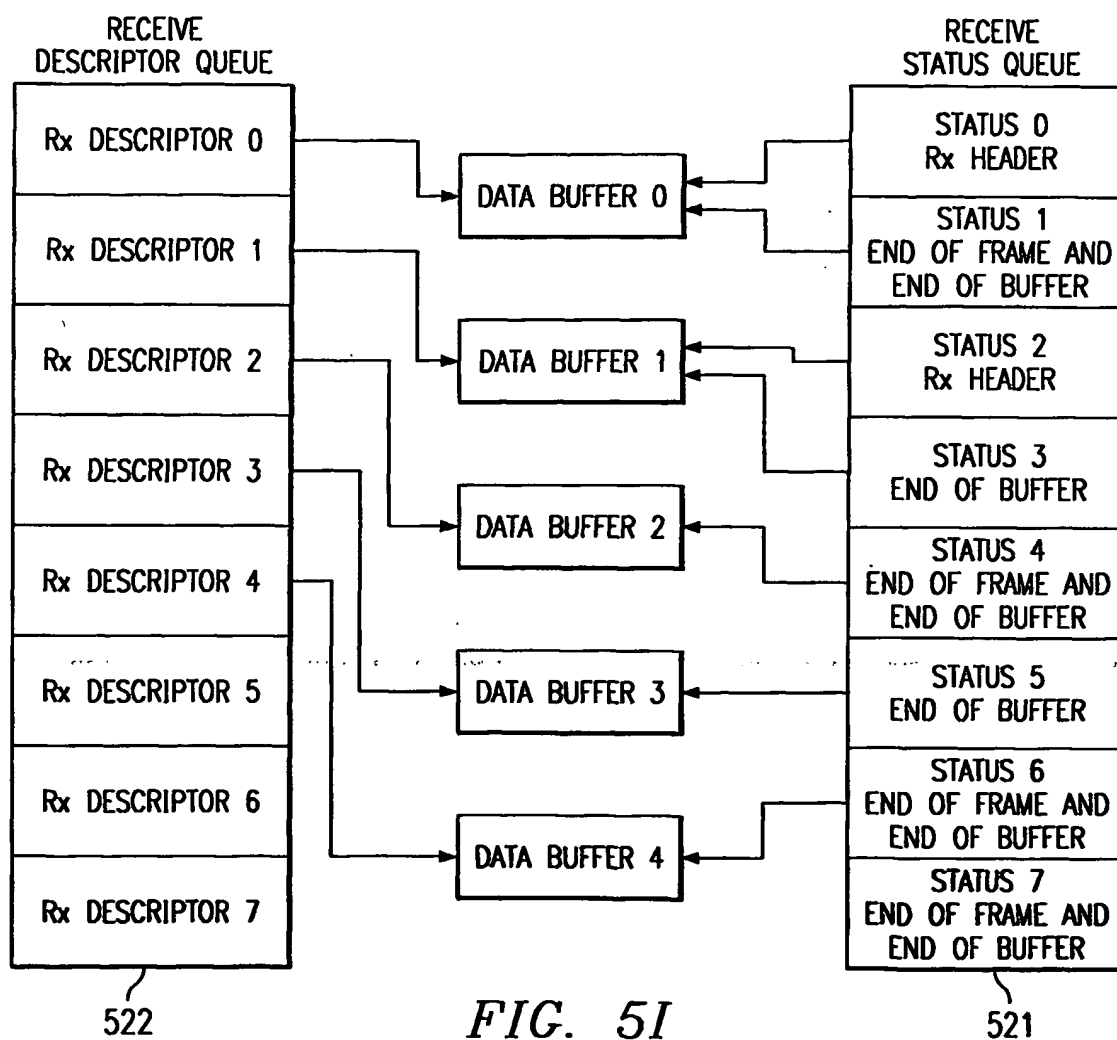 RECEIVE
DESCRIPTOR QUEUE
Rx DESCRIPTOR 0
Rx DESCRIPTOR 1
Rx DESCRIPTOR 2
Rx DESCRIPTOR 3
Rx DESCRIPTOR 4
Rx DESCRIPTOR 5
Rx DESCRIPTOR 6
Rx DESCRIPTOR 7
522
DATA BUFFER 0
DATA BUFFER 1
DATA BUFFER 2
DATA BUFFER 3
DATA BUFFER 4
RECEIVE
STATUS QUEUE
STATUS 0
Rx HEADER
STATUS 1
END OF FRAME AND
END OF BUFFER
STATUS 2
Rx HEADER
STATUS 3
END OF BUFFER
STATUS 4
END OF FRAME AND
END OF BUFFER
STATUS 5
END OF BUFFER
STATUS 6
END OF FRAME AND
END OF BUFFER
STATUS 7
END OF FRAME AND
END OF BUFFER
521
FIG. 5I